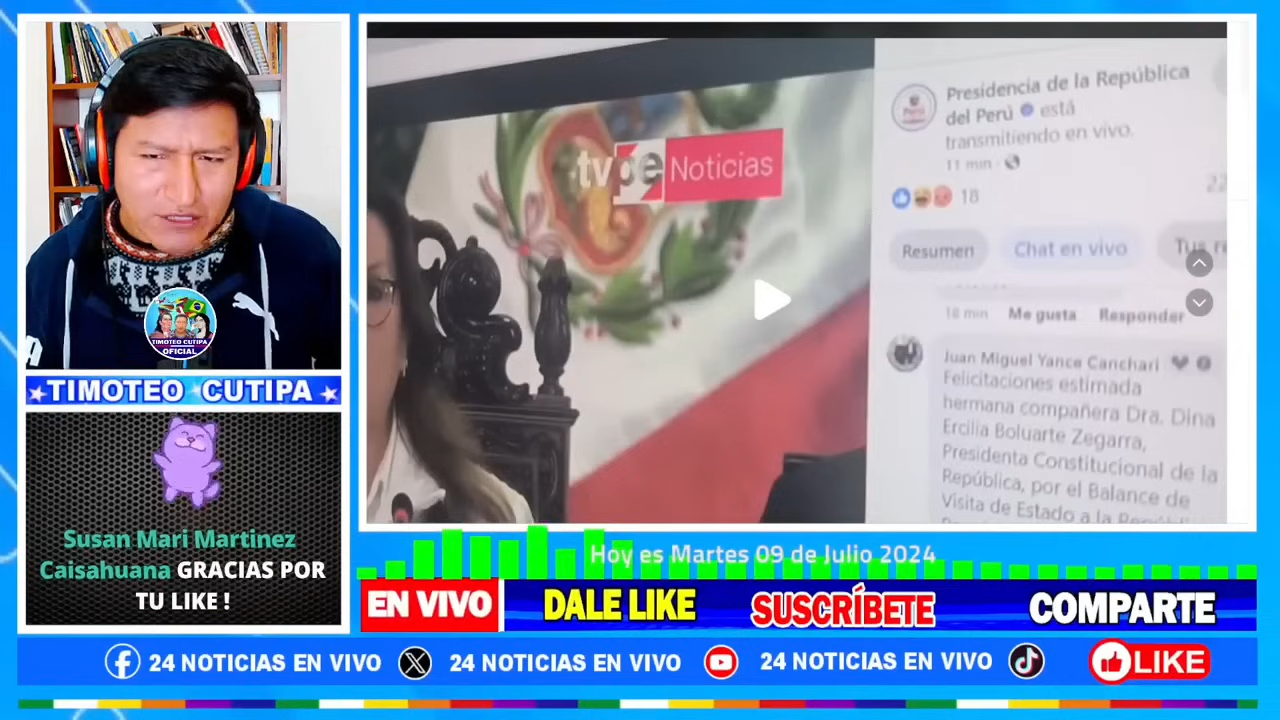 TIMOTEO CUTIPA
OFICIAL
TIMOTEO CUTIPA
Susan Mari Martinez
Caisahuana GRACIAS POR
TU LIKE !
tvpe Noticias
Presidencia de la República
del Perú está
transmitiendo en vivo.
11 min
18
22
Resumen Chat en vivo Tus re
18 min Me gusta Responder
Juan Miguel Yance Canchari
Felicitaciones estimada
hermana compañera Dra. Dina
Ercilia Boluarte Zegarra,
Presidenta Constitucional de la
República, por el Balance de
Visita de Estado a la Repúbli
Hoy es Martes 09 de Julio 2024
EN VIVO DALE LIKE SUSCRÍBETE COMPARTE
24 NOTICIAS EN VIVO 24 NOTICIAS EN VIVO 24 NOTICIAS EN VIVO LIKE